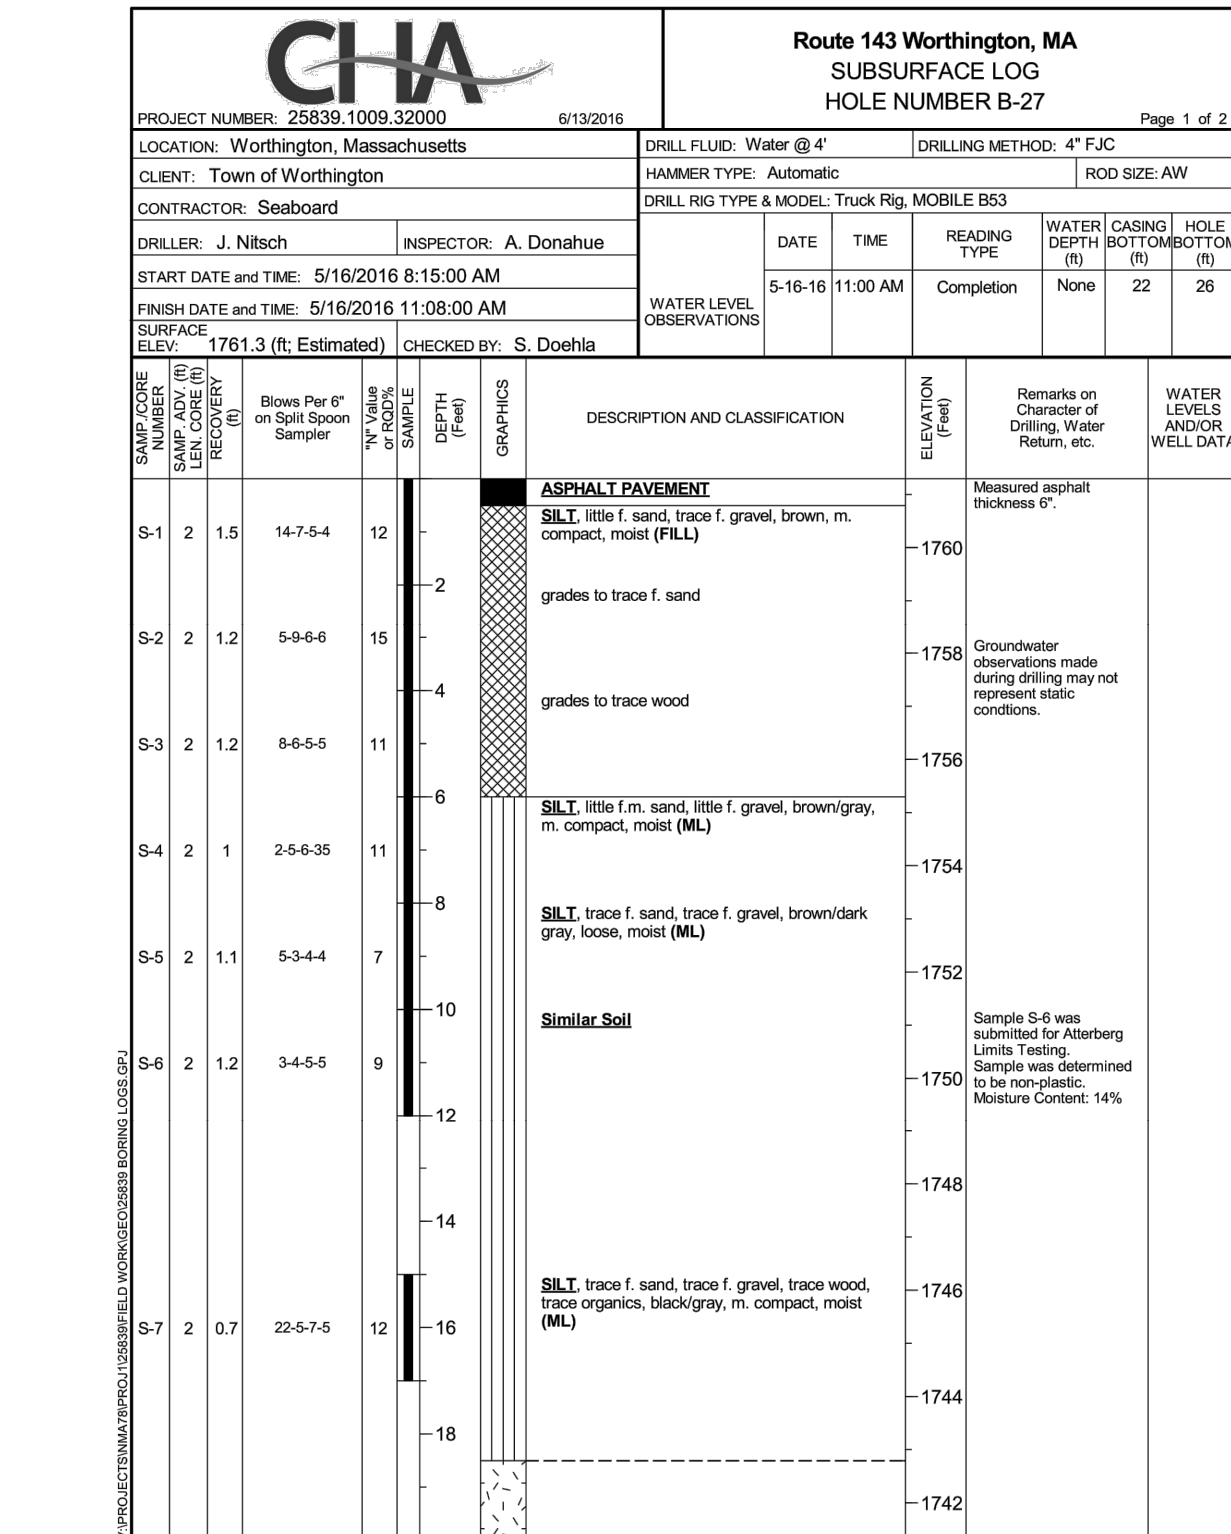 CHA
PROJECT NUMBER: 25839.1009.32000 6/13/2016
Route 143 Worthington, MA
SUBSURFACE LOG
HOLE NUMBER B-27
Page 1 of 2
LOCATION: Worthington, Massachusetts
CLIENT: Town of Worthington
CONTRACTOR: Seaboard
DRILLER: J. Nitsch INSPECTOR: A. Donahue
START DATE and TIME: 5/16/2016 8:15:00 AM
FINISH DATE and TIME: 5/16/2016 11:08:00 AM
SURFACE
ELEV: 1761.3 (ft; Estimated) CHECKED BY: S. Doehla
DRILL FLUID: Water @ 4' DRILLING METHOD: 4" FJC
HAMMER TYPE: Automatic ROD SIZE: AW
DRILL RIG TYPE & MODEL: Truck Rig, MOBILE B53
WATER LEVEL
OBSERVATIONS
DATE TIME READING TYPE WATER DEPTH (ft) CASING BOTTOM (ft) HOLE BOTTOM (ft)
5-16-16 11:00 AM Completion None 22 26
SAMP./CORE NUMBER
SAMP. ADV. (ft) LEN. CORE (ft)
RECOVERY (ft)
Blows Per 6"
on Split Spoon
Sampler
"N" Value or RQD%
SAMPLE
DEPTH (Feet)
GRAPHICS
DESCRIPTION AND CLASSIFICATION
ELEVATION (Feet)
Remarks on
Character of
Drilling, Water
Return, etc.
WATER
LEVELS
AND/OR
WELL DATA
ASPHALT PAVEMENT
Measured asphalt
thickness 6".
SILT, little f. sand, trace f. gravel, brown, m.
compact, moist (FILL)
S-1 2 1.5 14-7-5-4 12
1760
2
grades to trace f. sand
S-2 2 1.2 5-9-6-6 15
1758
Groundwater
observations made
during drilling may not
represent static
condtions.
4
grades to trace wood
S-3 2 1.2 8-6-5-5 11
1756
6
SILT, little f.m. sand, little f. gravel, brown/gray,
m. compact, moist (ML)
S-4 2 1 2-5-6-35 11
1754
8
SILT, trace f. sand, trace f. gravel, brown/dark
gray, loose, moist (ML)
S-5 2 1.1 5-3-4-4 7
1752
10
Similar Soil
Sample S-6 was
submitted for Atterberg
Limits Testing.
Sample was determined
to be non-plastic.
Moisture Content: 14%
S-6 2 1.2 3-4-5-5 9
1750
12
1748
14
SILT, trace f. sand, trace f. gravel, trace wood,
trace organics, black/gray, m. compact, moist
(ML)
1746
S-7 2 0.7 22-5-7-5 12
16
1744
18
1742
V:\PROJECTS\NMA78\PROJ1\25839\FIELD WORK\GEO\25839 BORING LOGS.GPJ